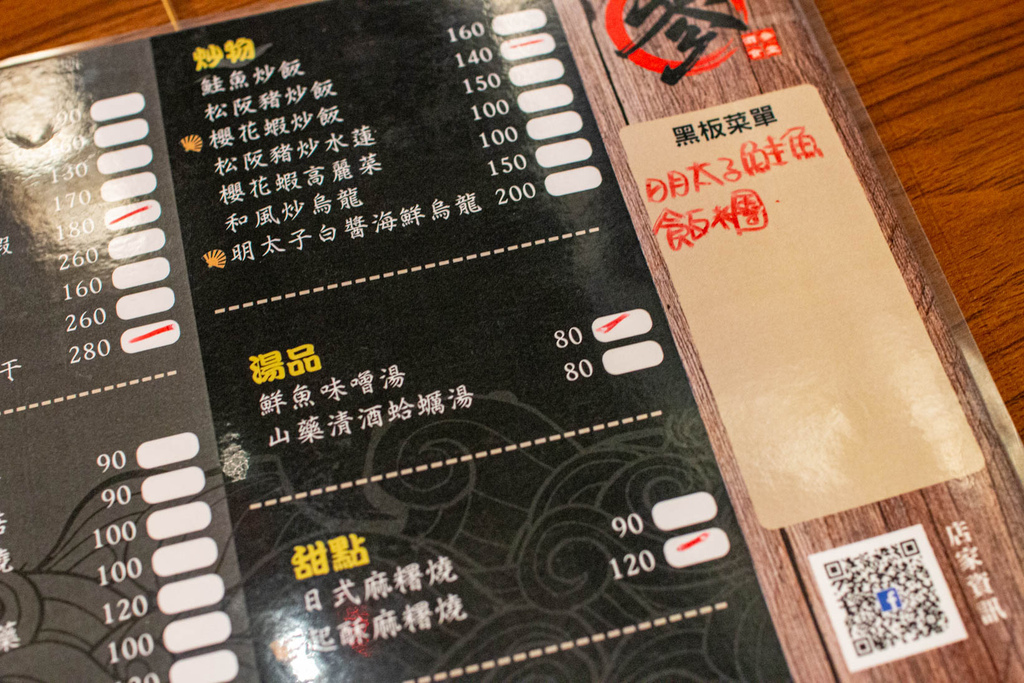 90
130
170
180
260
160
260
280
90
90
100
100
120
100
炒物
鮭魚炒飯 160
松阪豬炒飯 140
櫻花蝦炒飯 150
松阪豬炒水蓮 100
櫻花蝦高麗菜 100
和風炒烏龍 150
明太子白醬海鮮烏龍 200
湯品
鮮魚味噌湯 80
山藥清酒蛤蠣湯 80
甜點
日式麻糬燒 90
起酥麻糬燒 120
黑板菜單
明太子鮭魚
飯糰
店家資訊